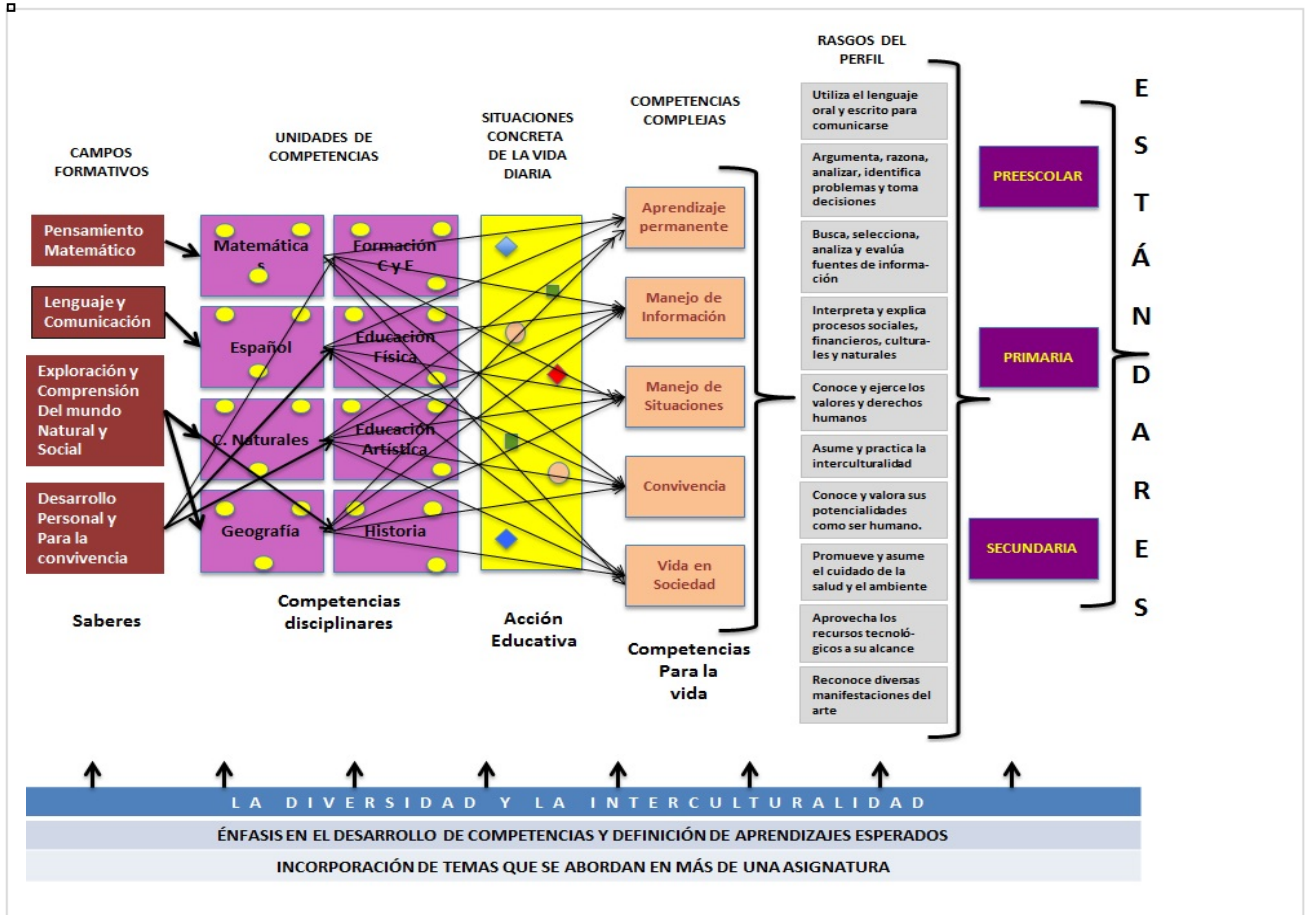 CAMPOS
FORMATIVOS
Pensamiento
Matemático
Lenguaje y
Comunicación
Exploración y
Comprensión
Del mundo
Natural y
Social
Desarrollo
Personal y
Para la
convivencia
Saberes
UNIDADES DE
COMPETENCIAS
Matemática
s
Formación
C y E
Español
Educación
Física
C. Naturales
Educación
Artística
Geografía
Historia
Competencias
disciplinares
SITUACIONES
CONCRETA
DE LA VIDA
DIARIA
Acción
Educativa
COMPETENCIAS
COMPLEJAS
Aprendizaje
permanente
Manejo de
Información
Manejo de
Situaciones
Convivencia
Vida en
Sociedad
Competencias
Para la
vida
RASGOS DEL
PERFIL
Utiliza el lenguaje
oral y escrito para
comunicarse
Argumenta, razona,
analizar, identifica
problemas y toma
decisiones
Busca, selecciona,
analiza y evalúa
fuentes de informa-
ción
Interpreta y explica
procesos sociales,
financieros, cultura-
les y naturales
Conoce y ejerce los
valores y derechos
humanos
Asume y practica la
interculturalidad
Conoce y valora sus
potencialidades
como ser humano.
Promueve y asume
el cuidado de la
salud y el ambiente
Aprovecha los
recursos tecnoló-
gicos a su alcance
Reconoce diversas
manifestaciones del
arte
PREESCOLAR
PRIMARIA
SECUNDARIA
E
S
T
Á
N
D
A
R
E
S
LA DIVERSIDAD Y LA INTERCULTURALIDAD
ÉNFASIS EN EL DESARROLLO DE COMPETENCIAS Y DEFINICIÓN DE APRENDIZAJES ESPERADOS
INCORPORACIÓN DE TEMAS QUE SE ABORDAN EN MÁS DE UNA ASIGNATURA